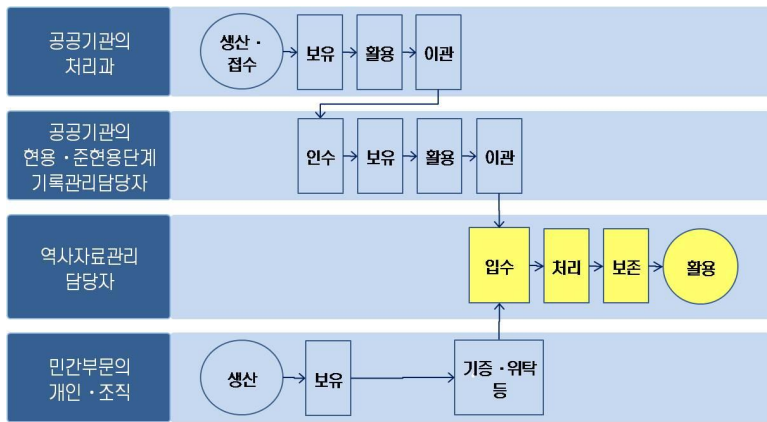 공공기관의
처리과
생산·
접수
보유
활용
이관
공공기관의
현용·준현용단계
기록관리담당자
인수
보유
활용
이관
역사자료관리
담당자
입수
처리
보존
활용
민간부문의
개인·조직
생산
보유
기증·위탁
등